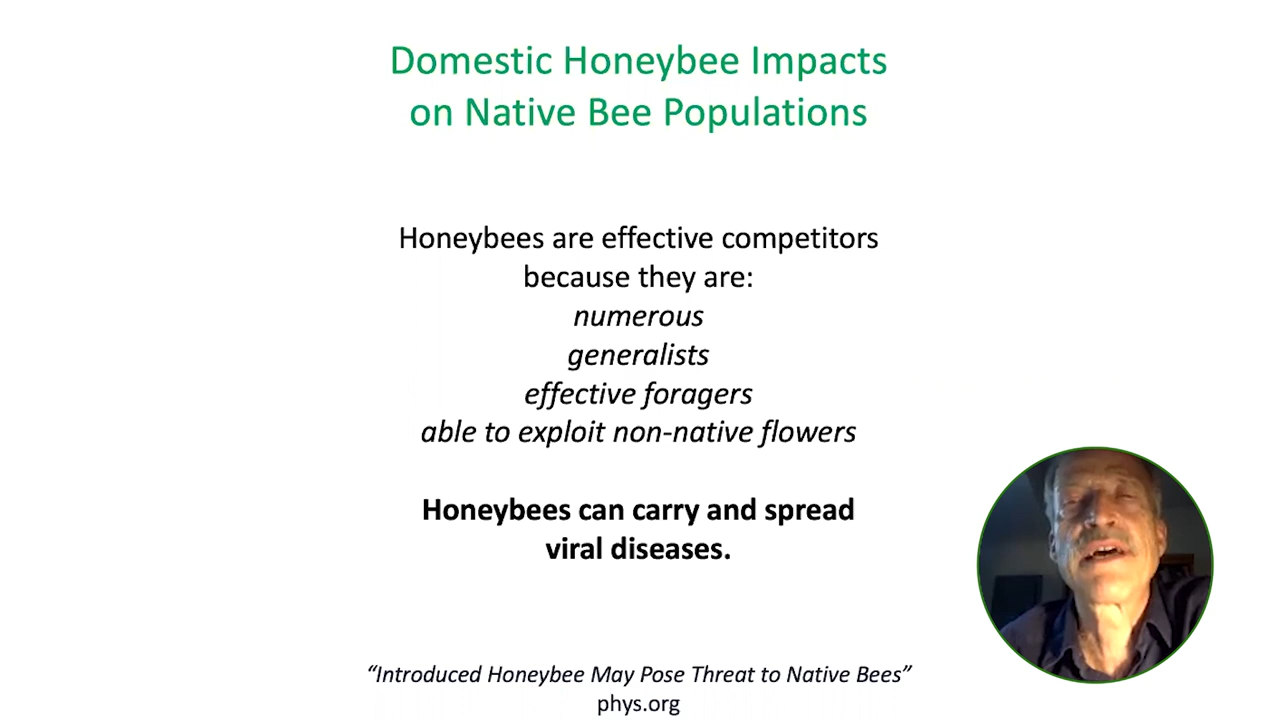 Domestic Honeybee Impacts
on Native Bee Populations
Honeybees are effective competitors
because they are:
numerous
generalists
effective foragers
able to exploit non-native flowers
Honeybees can carry and spread
viral diseases.
“Introduced Honeybee May Pose Threat to Native Bees”
phys.org